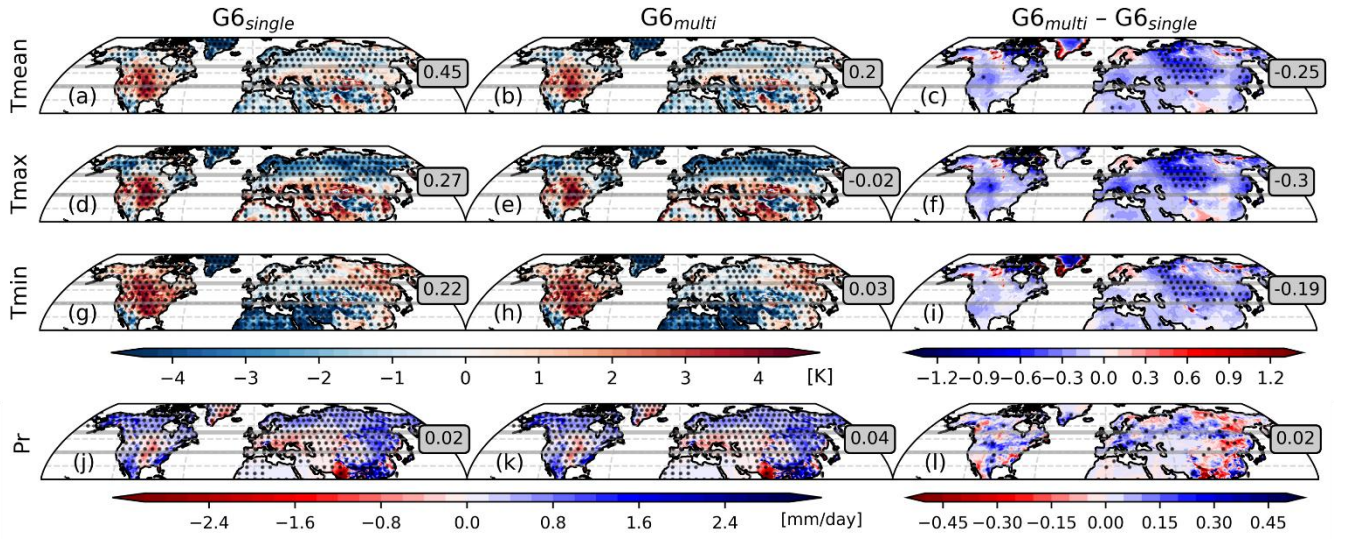 G6single G6multi G6multi – G6single
Tmean (a) 0.45 (b) 0.2 (c) -0.25
Tmax (d) 0.27 (e) -0.02 (f) -0.3
Tmin (g) 0.22 (h) 0.03 (i) -0.19
−4 −3 −2 −1 0 1 2 3 4 [K] −1.2 −0.9 −0.6 −0.3 0.0 0.3 0.6 0.9 1.2
Pr (j) 0.02 (k) 0.04 (l) 0.02
−2.4 −1.6 −0.8 0.0 0.8 1.6 2.4 [mm/day] −0.45 −0.30 −0.15 0.00 0.15 0.30 0.45